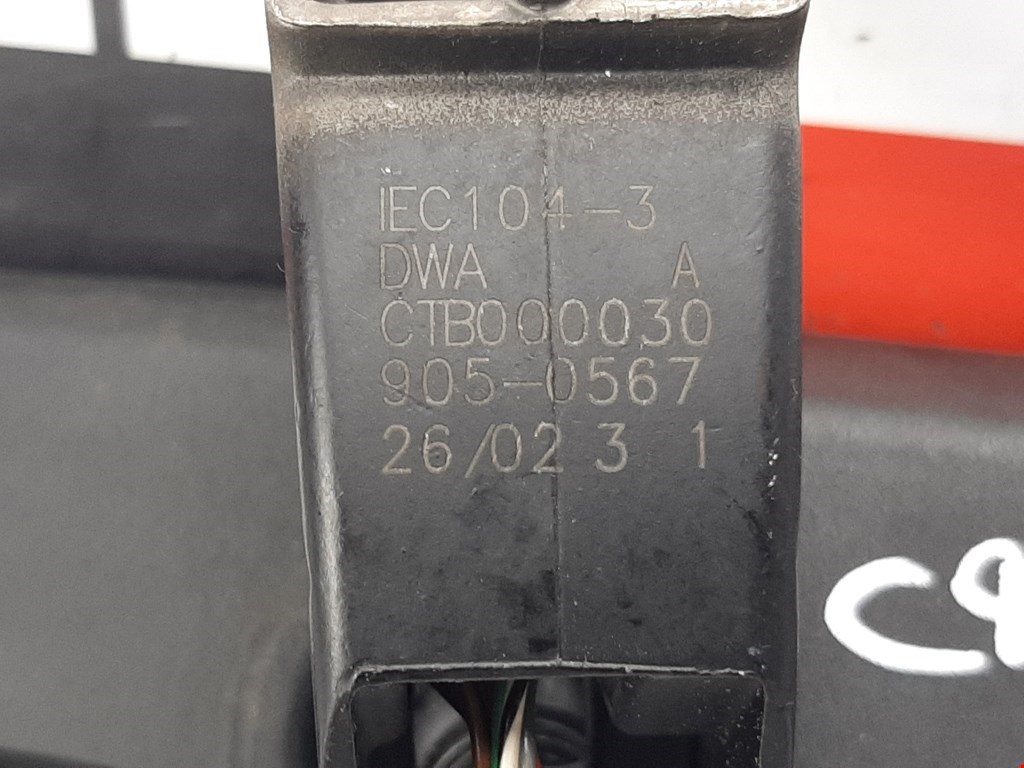 IEC104-3
DWA A
CTB000030
905-0567
26/02 3 1